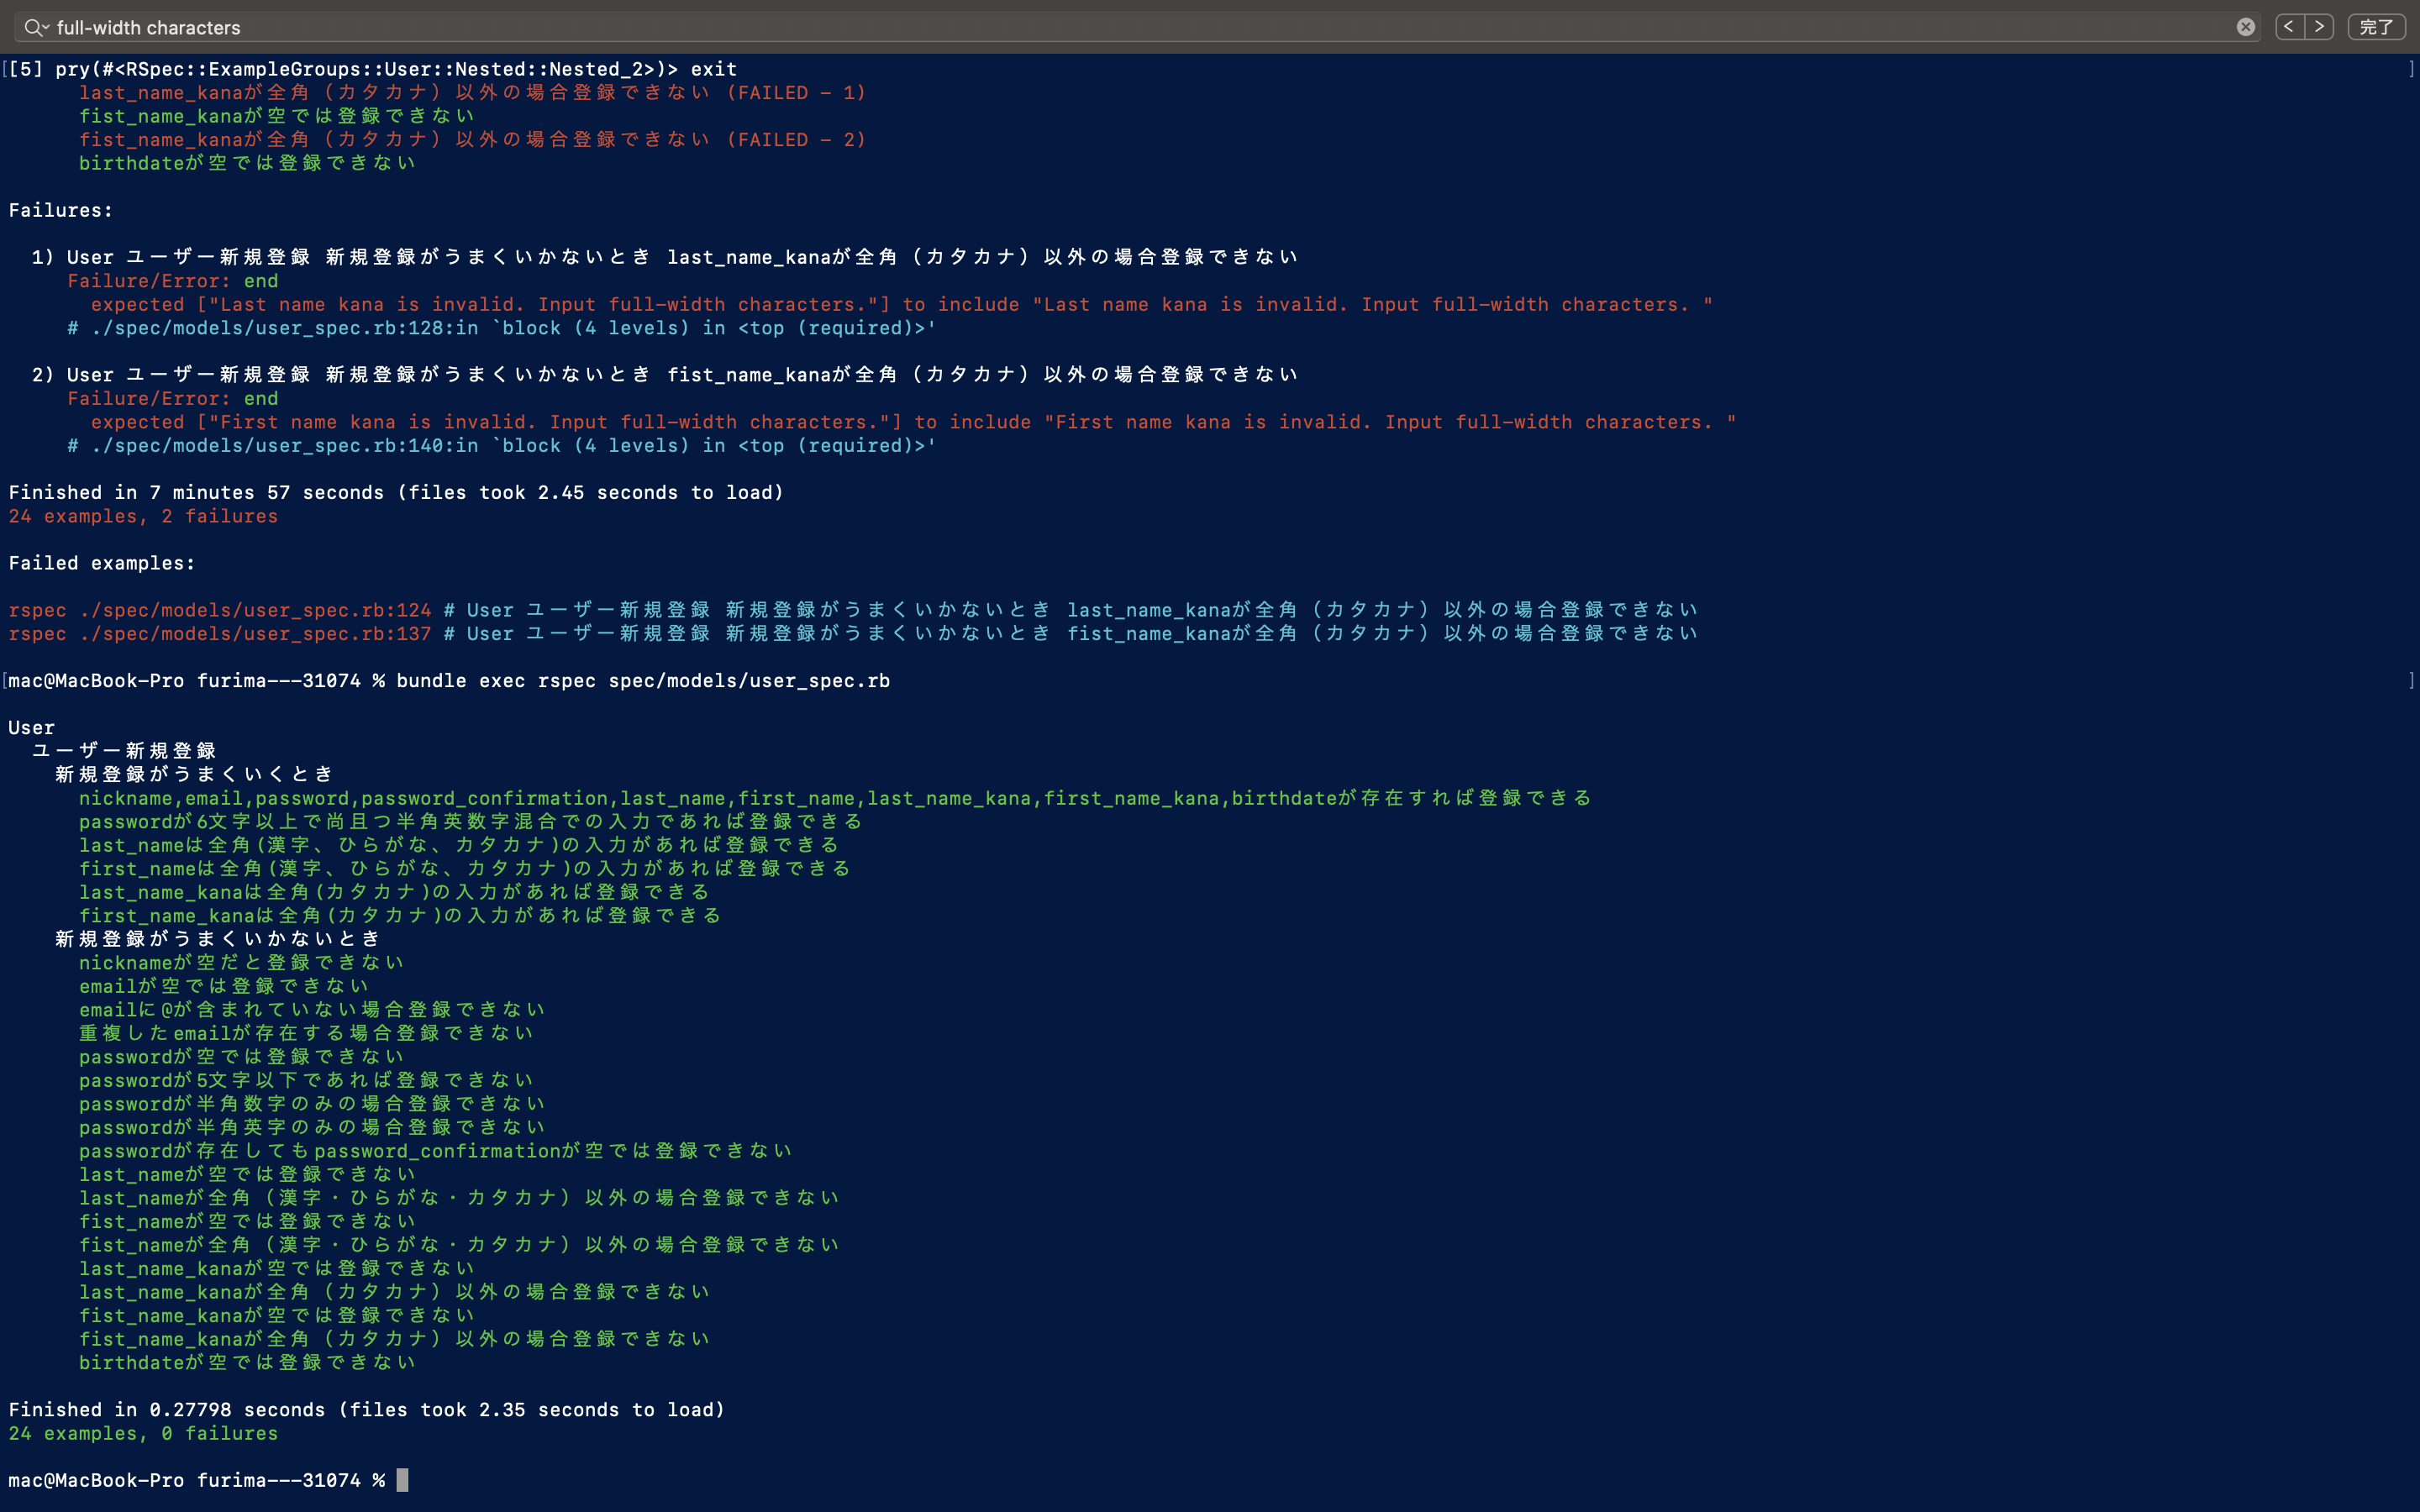 full-width characters
完了
[5] pry(#<RSpec::ExampleGroups::User::Nested::Nested_2>)> exit
last_name_kanaが全角（カタカナ）以外の場合登録できない (FAILED - 1)
fist_name_kanaが空では登録できない
fist_name_kanaが全角（カタカナ）以外の場合登録できない (FAILED - 2)
birthdateが空では登録できない
Failures:
1) User ユーザー新規登録 新規登録がうまくいかないとき last_name_kanaが全角（カタカナ）以外の場合登録できない
Failure/Error: end
expected ["Last name kana is invalid. Input full-width characters."] to include "Last name kana is invalid. Input full-width characters. "
# ./spec/models/user_spec.rb:128:in `block (4 levels) in <top (required)>'
2) User ユーザー新規登録 新規登録がうまくいかないとき fist_name_kanaが全角（カタカナ）以外の場合登録できない
Failure/Error: end
expected ["First name kana is invalid. Input full-width characters."] to include "First name kana is invalid. Input full-width characters. "
# ./spec/models/user_spec.rb:140:in `block (4 levels) in <top (required)>'
Finished in 7 minutes 57 seconds (files took 2.45 seconds to load)
24 examples, 2 failures
Failed examples:
rspec ./spec/models/user_spec.rb:124 # User ユーザー新規登録 新規登録がうまくいかないとき last_name_kanaが全角（カタカナ）以外の場合登録できない
rspec ./spec/models/user_spec.rb:137 # User ユーザー新規登録 新規登録がうまくいかないとき fist_name_kanaが全角（カタカナ）以外の場合登録できない
mac@MacBook-Pro furima---31074 % bundle exec rspec spec/models/user_spec.rb
User
ユーザー新規登録
新規登録がうまくいくとき
nickname,email,password,password_confirmation,last_name,first_name,last_name_kana,first_name_kana,birthdateが存在すれば登録できる
passwordが6文字以上で尚且つ半角英数字混合での入力であれば登録できる
last_nameは全角(漢字、ひらがな、カタカナ)の入力があれば登録できる
first_nameは全角(漢字、ひらがな、カタカナ)の入力があれば登録できる
last_name_kanaは全角(カタカナ)の入力があれば登録できる
first_name_kanaは全角(カタカナ)の入力があれば登録できる
新規登録がうまくいかないとき
nicknameが空だと登録できない
emailが空では登録できない
emailに@が含まれていない場合登録できない
重複したemailが存在する場合登録できない
passwordが空では登録できない
passwordが5文字以下であれば登録できない
passwordが半角数字のみの場合登録できない
passwordが半角英字のみの場合登録できない
passwordが存在してもpassword_confirmationが空では登録できない
last_nameが空では登録できない
last_nameが全角（漢字・ひらがな・カタカナ）以外の場合登録できない
fist_nameが空では登録できない
fist_nameが全角（漢字・ひらがな・カタカナ）以外の場合登録できない
last_name_kanaが空では登録できない
last_name_kanaが全角（カタカナ）以外の場合登録できない
fist_name_kanaが空では登録できない
fist_name_kanaが全角（カタカナ）以外の場合登録できない
birthdateが空では登録できない
Finished in 0.27798 seconds (files took 2.35 seconds to load)
24 examples, 0 failures
mac@MacBook-Pro furima---31074 %